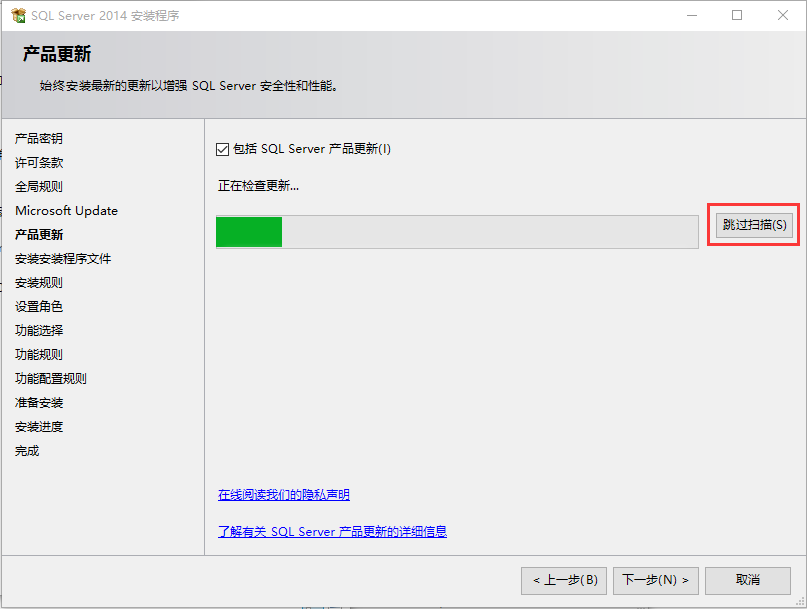 SQL Server 2014 安装程序
产品更新
始终安装最新的更新以增强 SQL Server 安全性和性能。
产品密钥
许可条款
全局规则
Microsoft Update
产品更新
安装安装程序文件
安装规则
设置角色
功能选择
功能规则
功能配置规则
准备安装
安装进度
完成
包括 SQL Server 产品更新(I)
正在检查更新...
跳过扫描(S)
在线阅读我们的隐私声明
了解有关 SQL Server 产品更新的详细信息
< 上一步(B)
下一步(N) >
取消